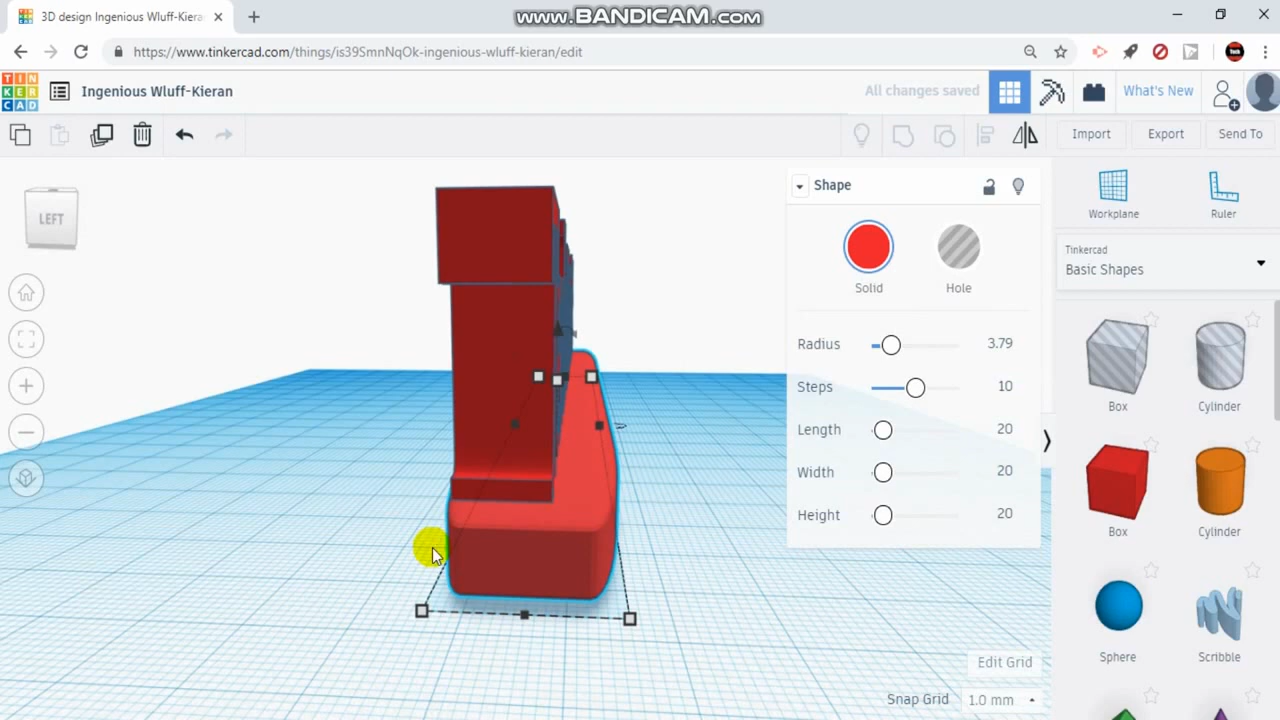 3D design Ingenious Wluff-Kieran
www.BANDICAM.com
https://www.tinkercad.com/things/is39SmnNqOk-ingenious-wluff-kieran/edit
TIN
KER
CAD
Ingenious Wluff-Kieran
All changes saved
What's New
Import
Export
Send To
LEFT
Shape
Solid
Hole
Radius 3.79
Steps 10
Length 20
Width 20
Height 20
Workplane
Ruler
Tinkercad
Basic Shapes
Box
Cylinder
Box
Cylinder
Sphere
Scribble
Edit Grid
Snap Grid 1.0 mm